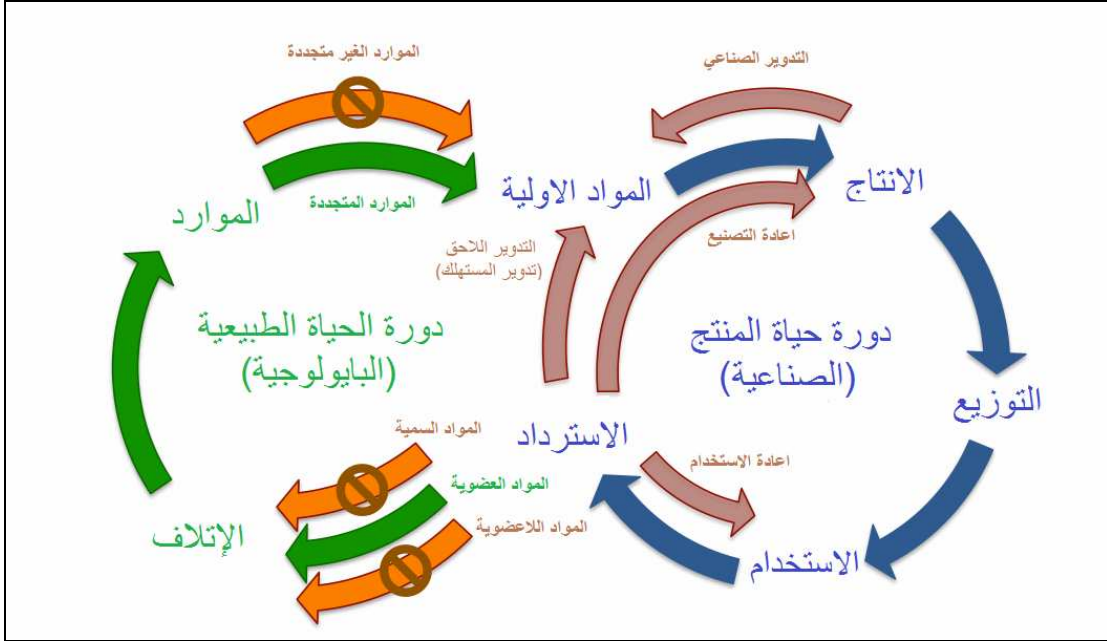 الموارد الغير متجددة
التدوير الصناعي
المواد الاولية
الانتاج
الموارد المتجددة
الموارد
اعادة التصنيع
التدوير اللاحق
(تدوير المستهلك)
دورة الحياة الطبيعية
(البايولوجية)
دورة حياة المنتج
(الصناعية)
التوزيع
الاسترداد
المواد السمية
اعادة الاستخدام
المواد العضوية
المواد اللاعضوية
الإتلاف
الاستخدام